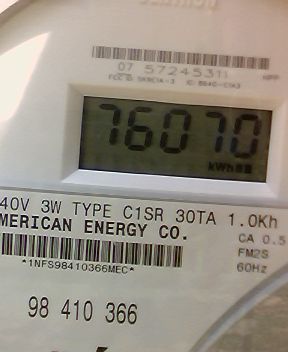 07 57245311
76070
kWh
40V 3W TYPE C1SR 30TA 1.0Kh
MERICAN ENERGY CO.
CA 0.5
FM2S
*1NFS98410366MEC*
60Hz
98 410 366